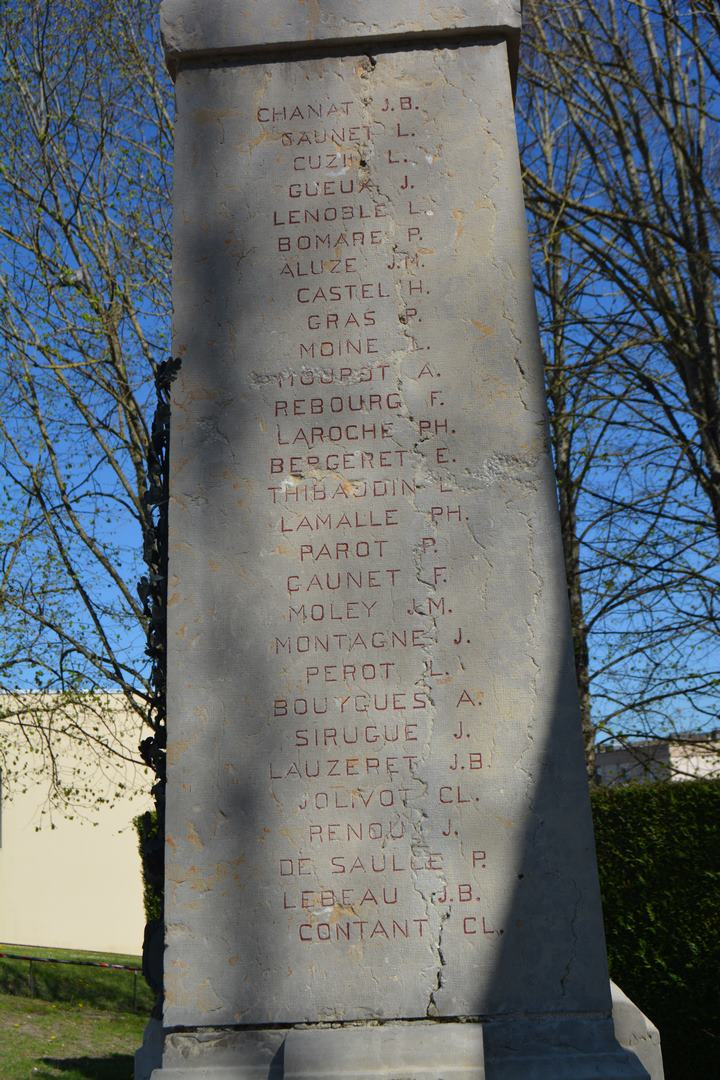 CHANAT J.B.
GAUNET L.
CUZIN L.
GUEUX J.
LENOBLE L.
BOMARE P.
ALUZE J.M.
CASTEL H.
GRAS P.
MOINE L.
MOUROT A.
REBOURG F.
LAROCHE PH.
BERGERET E.
THIBAUDIN L.
LAMALLE PH.
PAROT P.
GAUNET F.
MOLEY J.M.
MONTAGNE J.
PEROT L.
BOUYGUES A.
SIRUGUE J.
LAUZERET J.B.
JOLIVOT CL.
RENOU J.
DE SAULLE P.
LEBEAU J.B.
CONTANT CL.